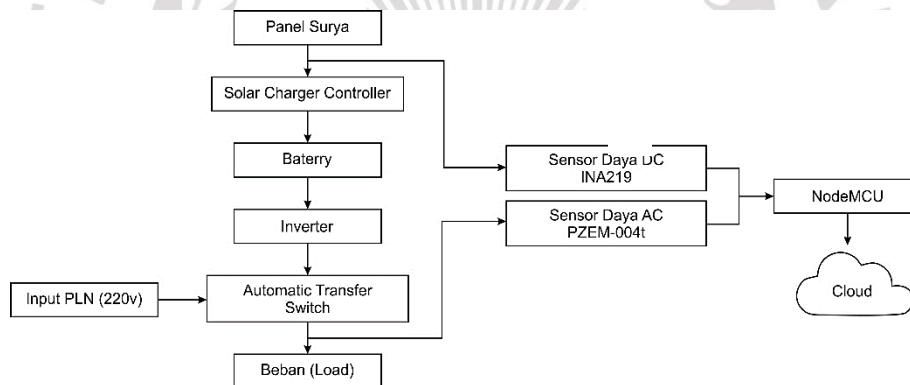 Panel Surya
Solar Charger Controller
Baterry
Inverter
Input PLN (220v)
Automatic Transfer
Switch
Beban (Load)
Sensor Daya DC
INA219
Sensor Daya AC
PZEM-004t
NodeMCU
Cloud